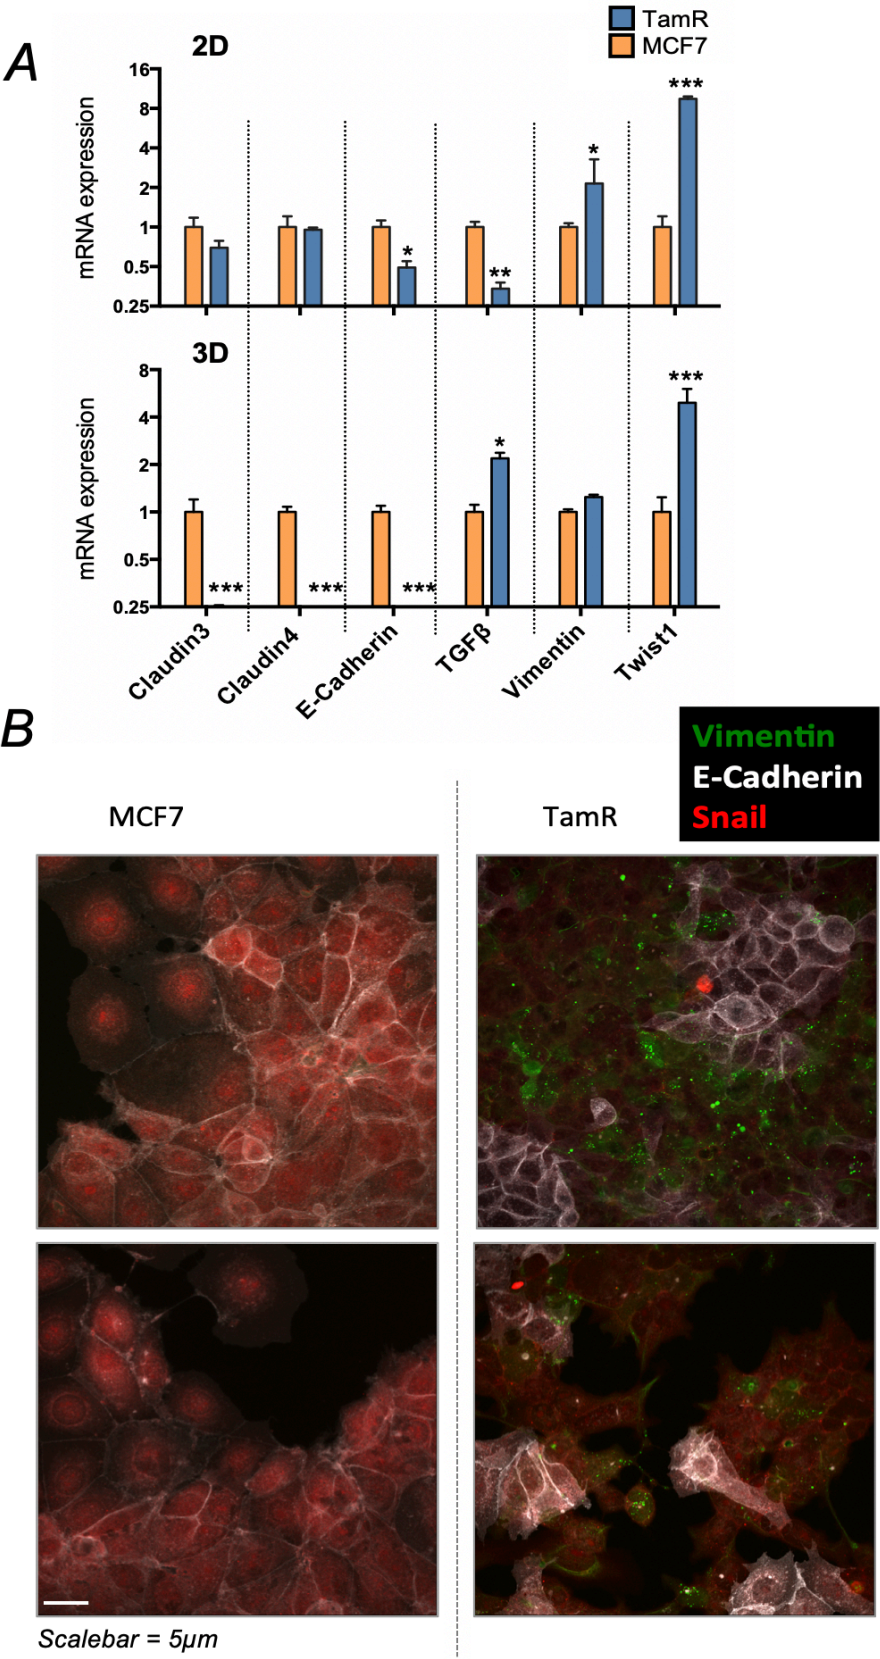 A
2D
TamR
MCF7
mRNA expression
16
8
4
2
1
0.5
0.25
*
**
*
***
3D
mRNA expression
8
4
2
1
0.5
0.25
***
***
***
*
***
Claudin3
Claudin4
E-Cadherin
TGFβ
Vimentin
Twist1
B
Vimentin
E-Cadherin
Snail
MCF7
TamR
Scalebar = 5µm